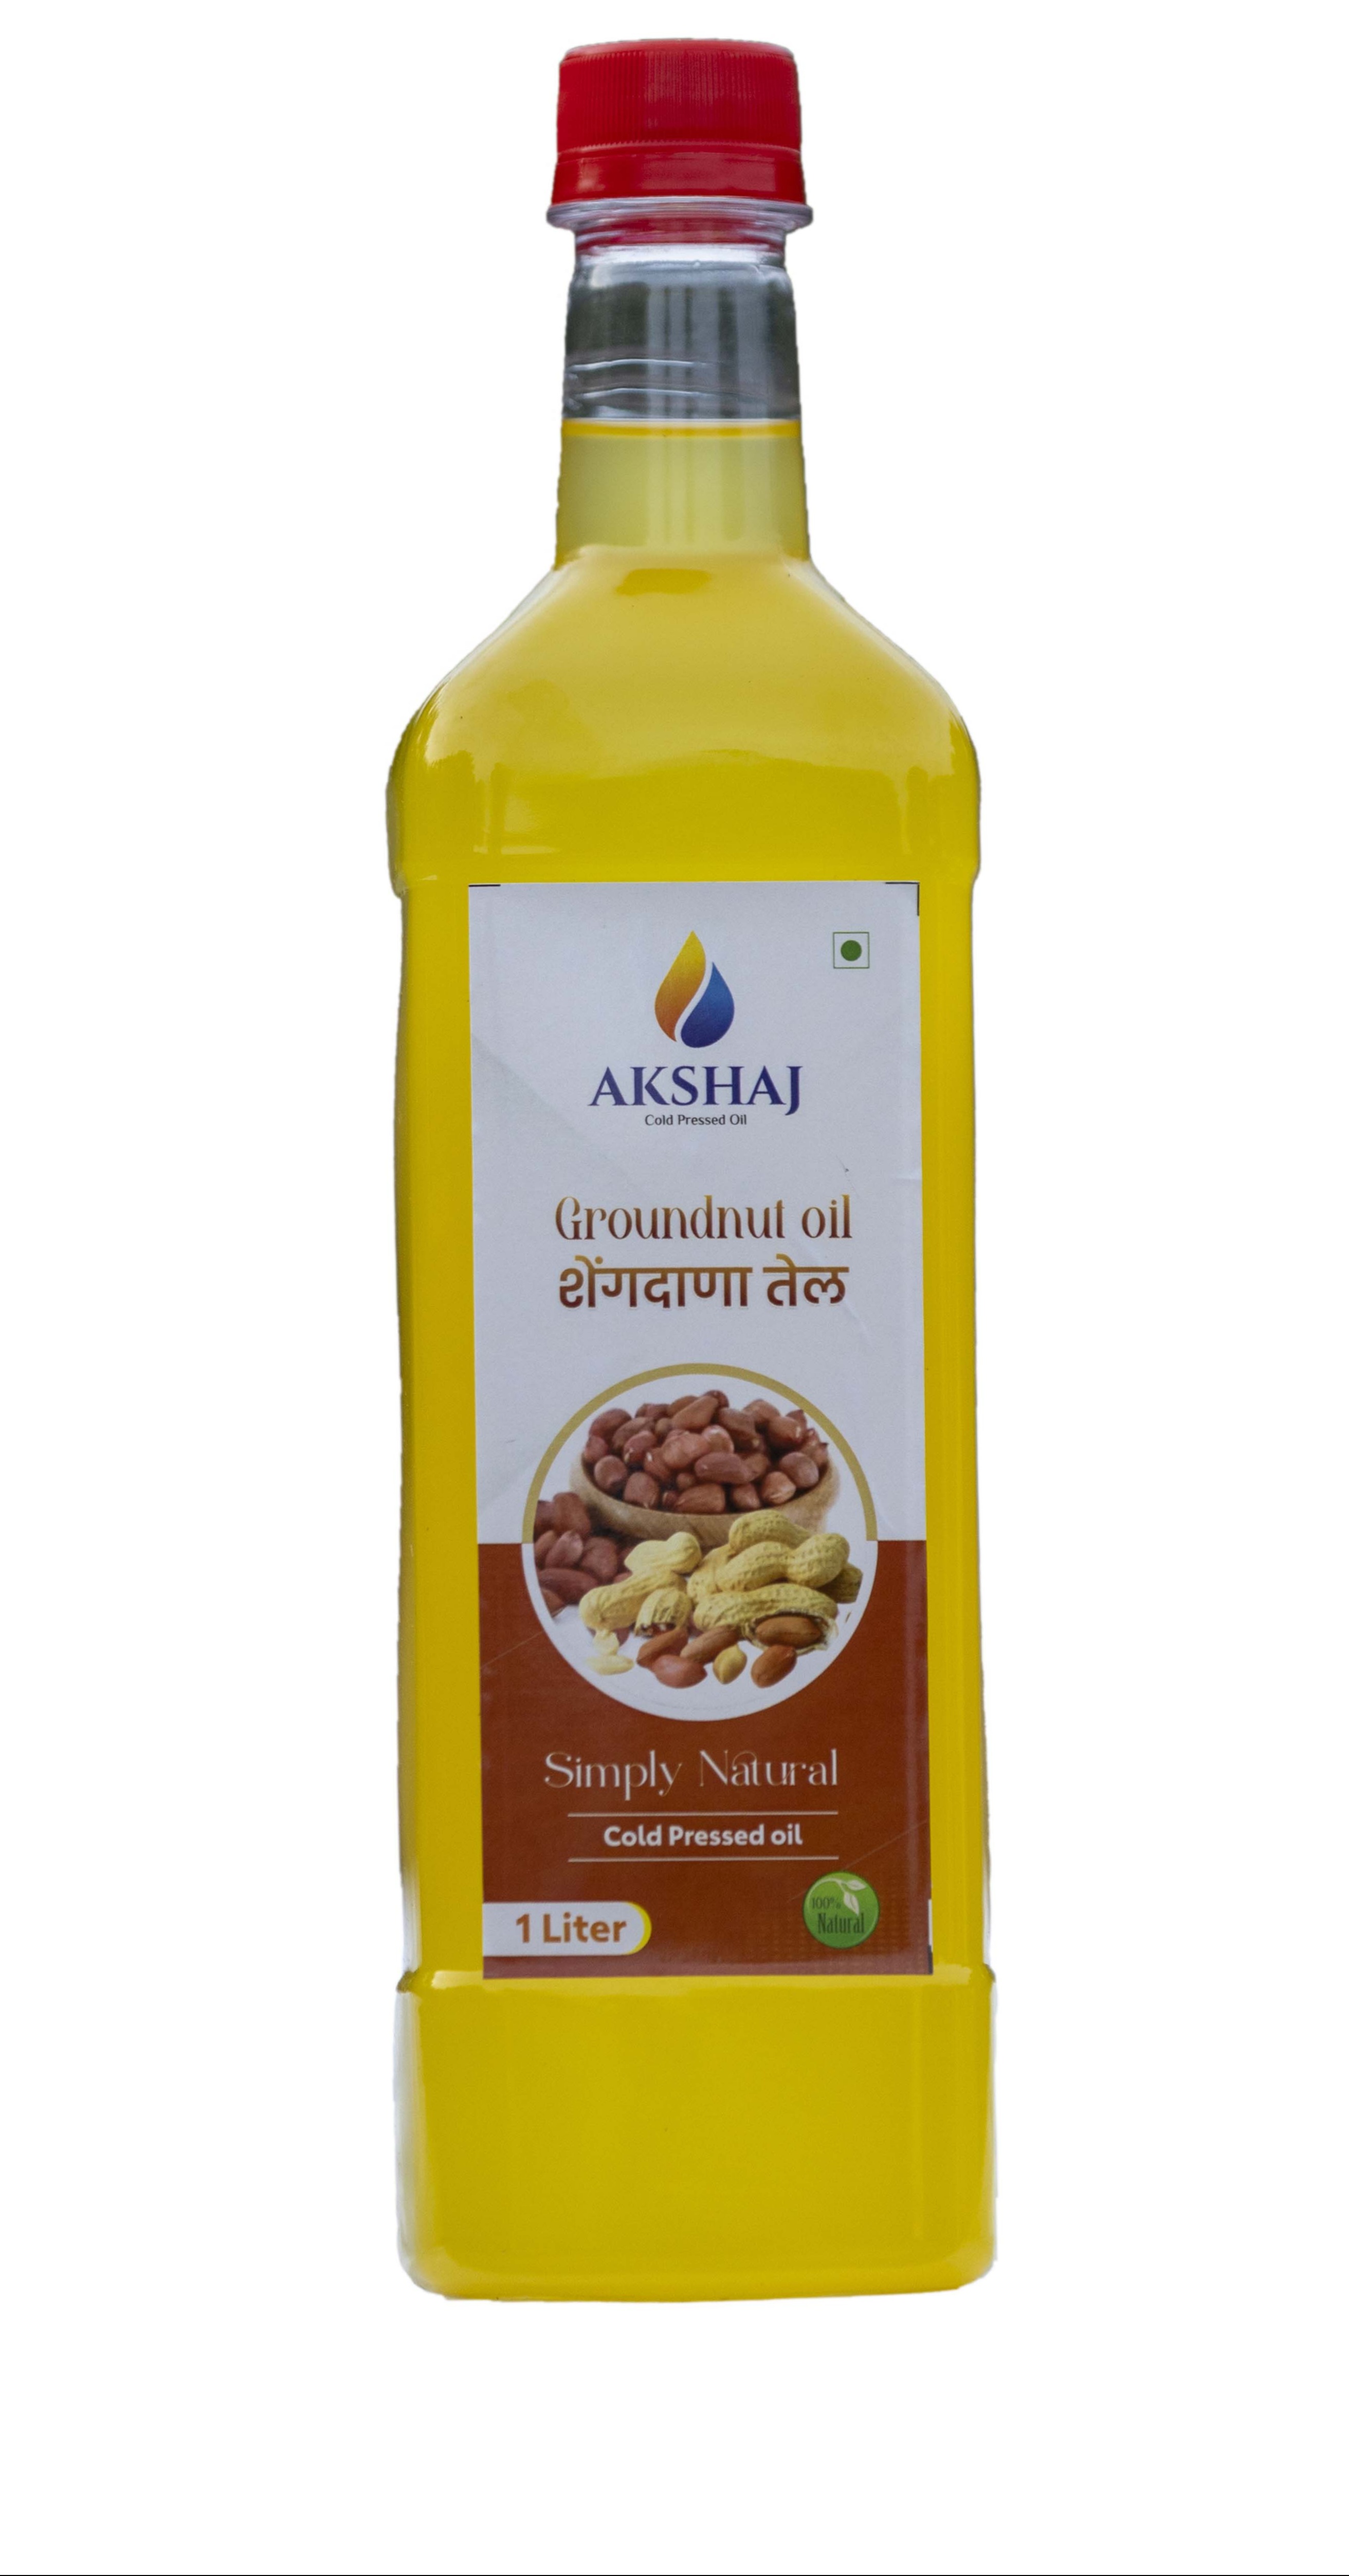 AKSHAJ
Cold Pressed Oil
Groundnut oil
शेंगदाणा तेल
Simply Natural
Cold Pressed oil
1 Liter
100%
Natural